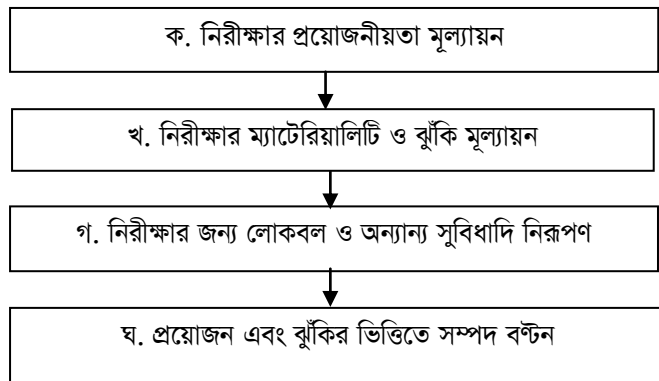 ক. নিরীক্ষার প্রয়োজনীয়তা মূল্যায়ন
খ. নিরীক্ষার ম্যাটেরিয়ালিটি ও ঝুঁকি মূল্যায়ন
গ. নিরীক্ষার জন্য লোকবল ও অন্যান্য সুবিধাদি নিরূপণ
ঘ. প্রয়োজন এবং ঝুঁকির ভিত্তিতে সম্পদ বণ্টন